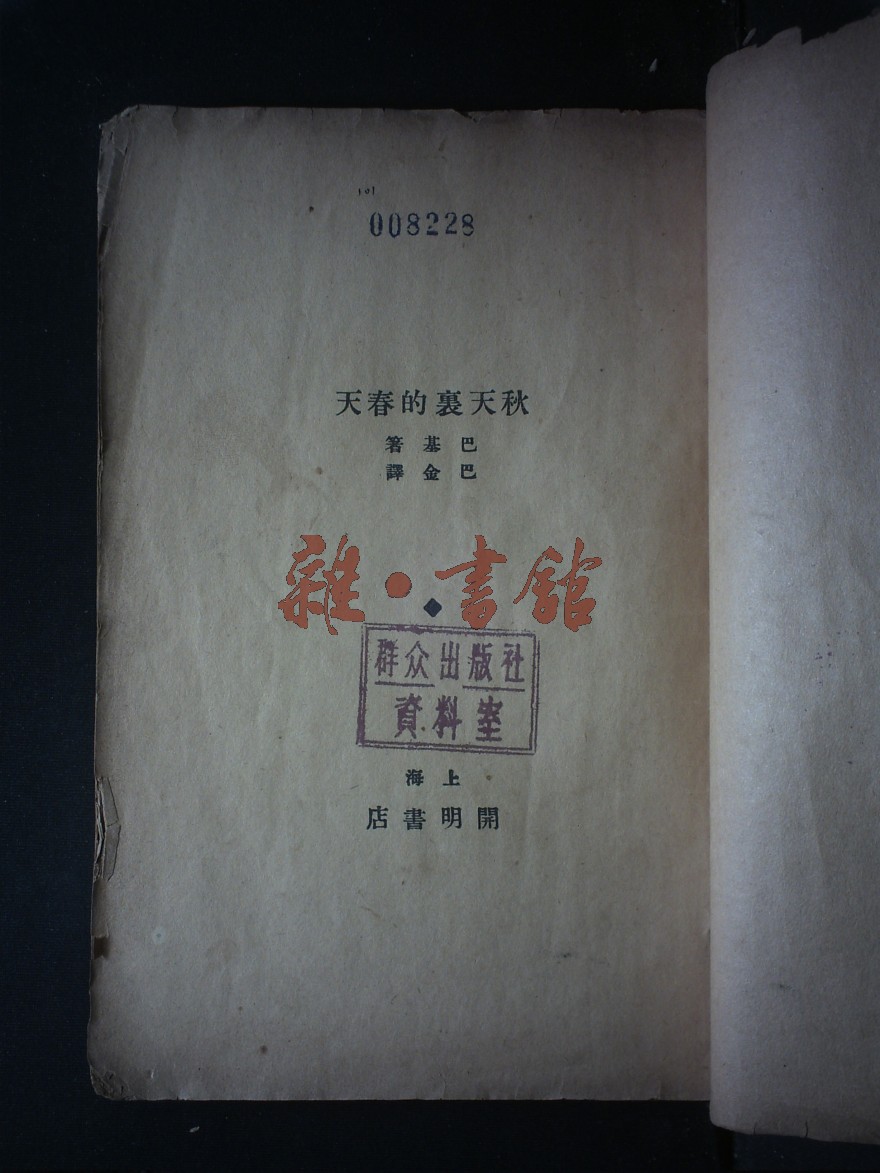 101
008228
秋天裏的春天
巴基著
巴金譯
雜·書館
群众出版社
資料室
上海
開明書店